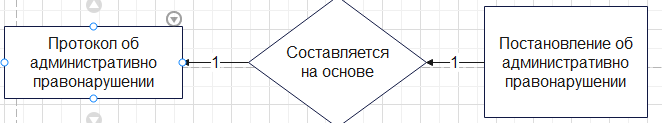 Протокол об
административно
правонарушении
1
Составляется
на основе
1
Постановление об
административно
правонарушении